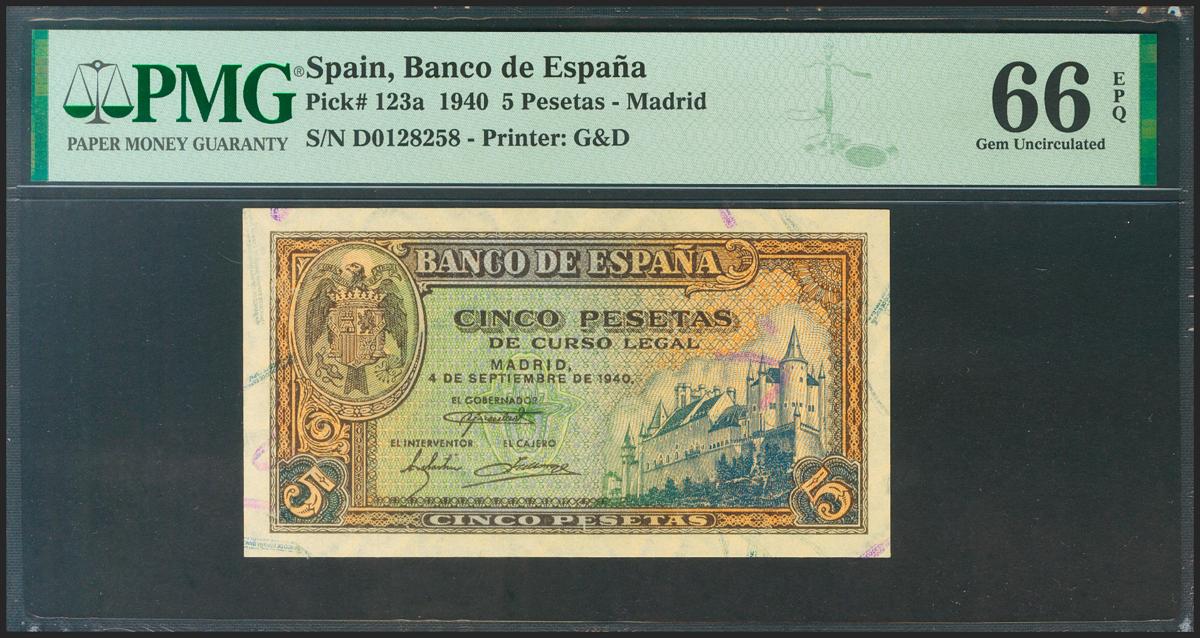 PMG®
PAPER MONEY GUARANTY
Spain, Banco de España
Pick# 123a 1940 5 Pesetas - Madrid
S/N D0128258 - Printer: G&D
66
EPQ
Gem Uncirculated
BANCO DE ESPAÑA
CINCO PESETAS
DE CURSO LEGAL
MADRID,
4 DE SEPTIEMBRE DE 1940.
EL GOBERNADOR
EL INTERVENTOR EL CAJERO
5 5
CINCO PESETAS